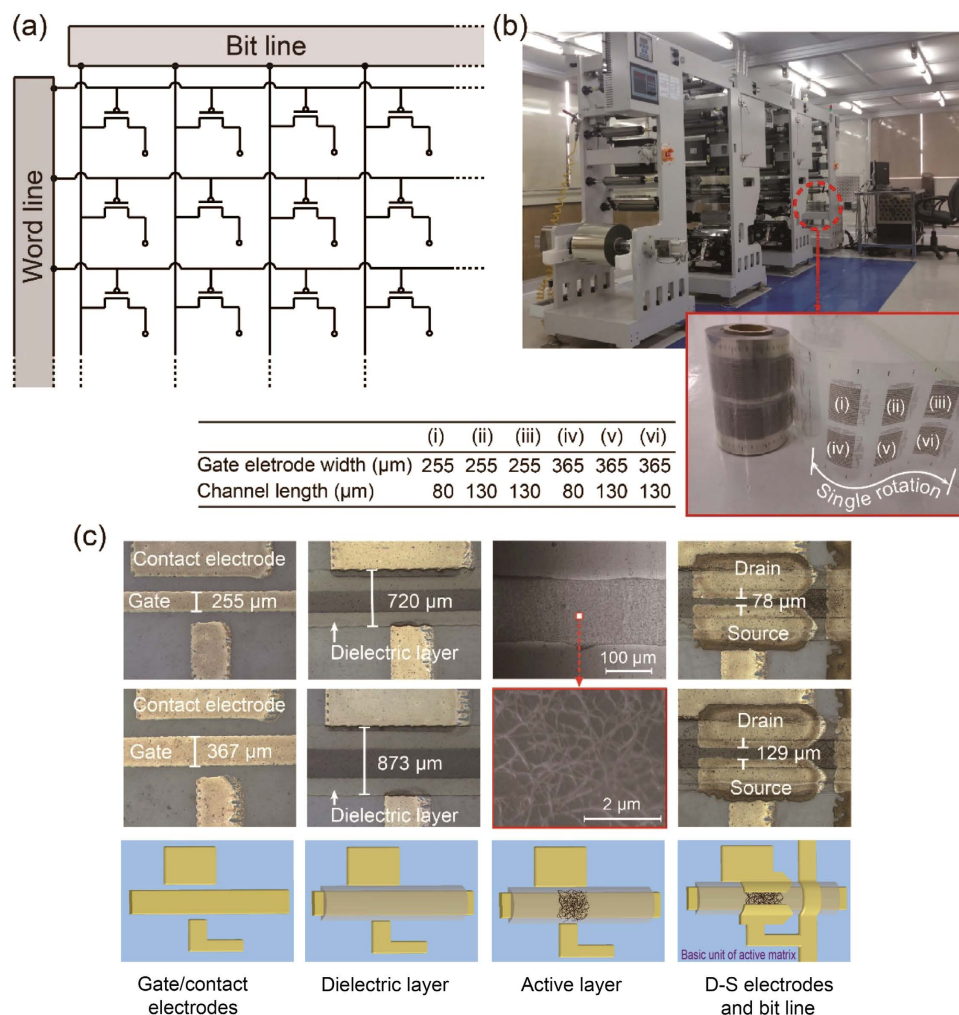 (a)
Bit line
Word line
(b)
(i)
(ii)
(iii)
(iv)
(v)
(vi)
Single rotation
(i) (ii) (iii) (iv) (v) (vi)
Gate eletrode width (μm) 255 255 255 365 365 365
Channel length (μm) 80 130 130 80 130 130
(c)
Contact electrode
Gate
255 μm
720 μm
Dielectric layer
100 μm
Drain
78 μm
Source
Contact electrode
Gate
367 μm
873 μm
Dielectric layer
2 μm
Drain
129 μm
Source
Basic unit of active matrix
Gate/contact
electrodes
Dielectric layer
Active layer
D-S electrodes
and bit line